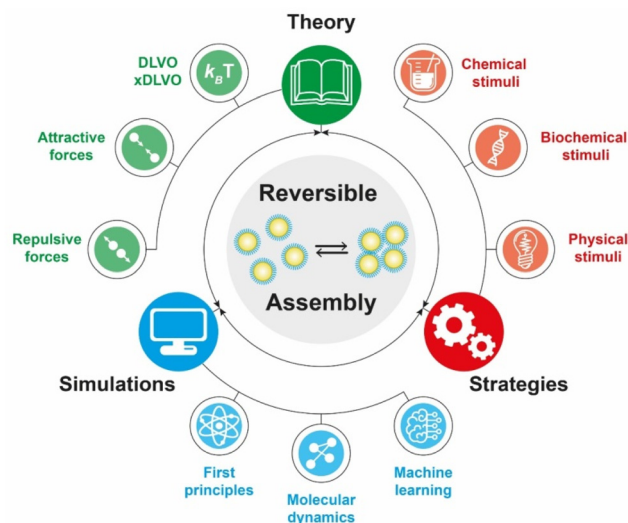 Theory
DLVO
xDLVO
k_BT
Chemical
stimuli
Attractive
forces
Biochemical
stimuli
Repulsive
forces
Physical
stimuli
Reversible
Assembly
Simulations
Strategies
First
principles
Molecular
dynamics
Machine
learning